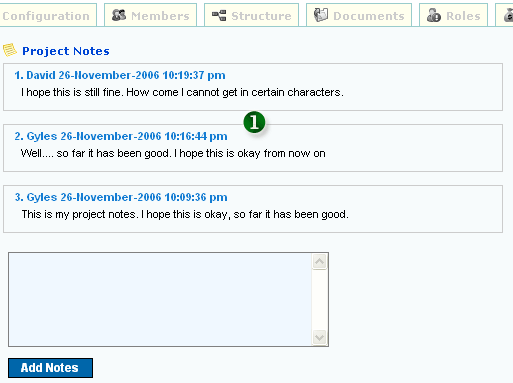 Configuration Members Structure Documents Roles
Project Notes
1. David 26-November-2006 10:19:37 pm
I hope this is still fine. How come I cannot get in certain characters.
1
2. Gyles 26-November-2006 10:16:44 pm
Well.... so far it has been good. I hope this is okay from now on
3. Gyles 26-November-2006 10:09:36 pm
This is my project notes. I hope this is okay, so far it has been good.
Add Notes